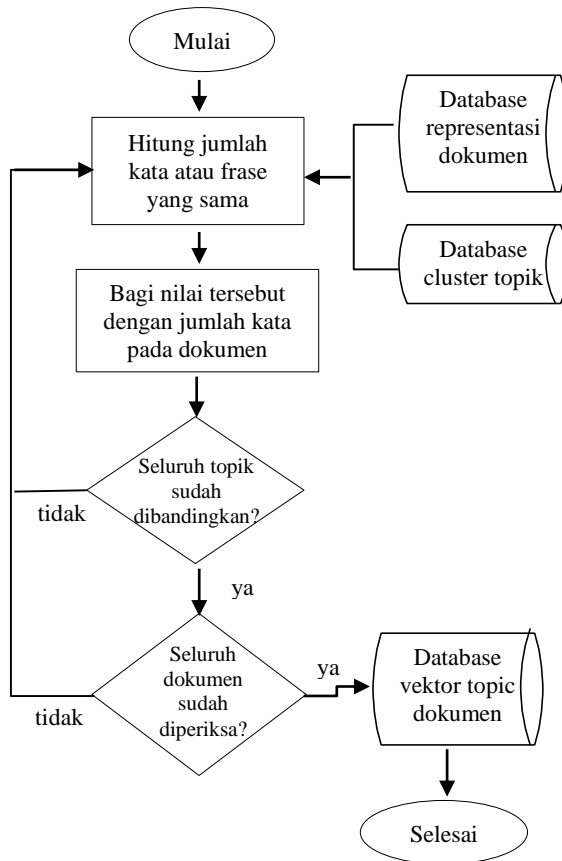 Mulai
Hitung jumlah
kata atau frase
yang sama
Database
representasi
dokumen
Database
cluster topik
Bagi nilai tersebut
dengan jumlah kata
pada dokumen
Seluruh topik
sudah
dibandingkan?
tidak
ya
Seluruh
dokumen
sudah
diperiksa?
tidak
ya
Database
vektor topic
dokumen
Selesai